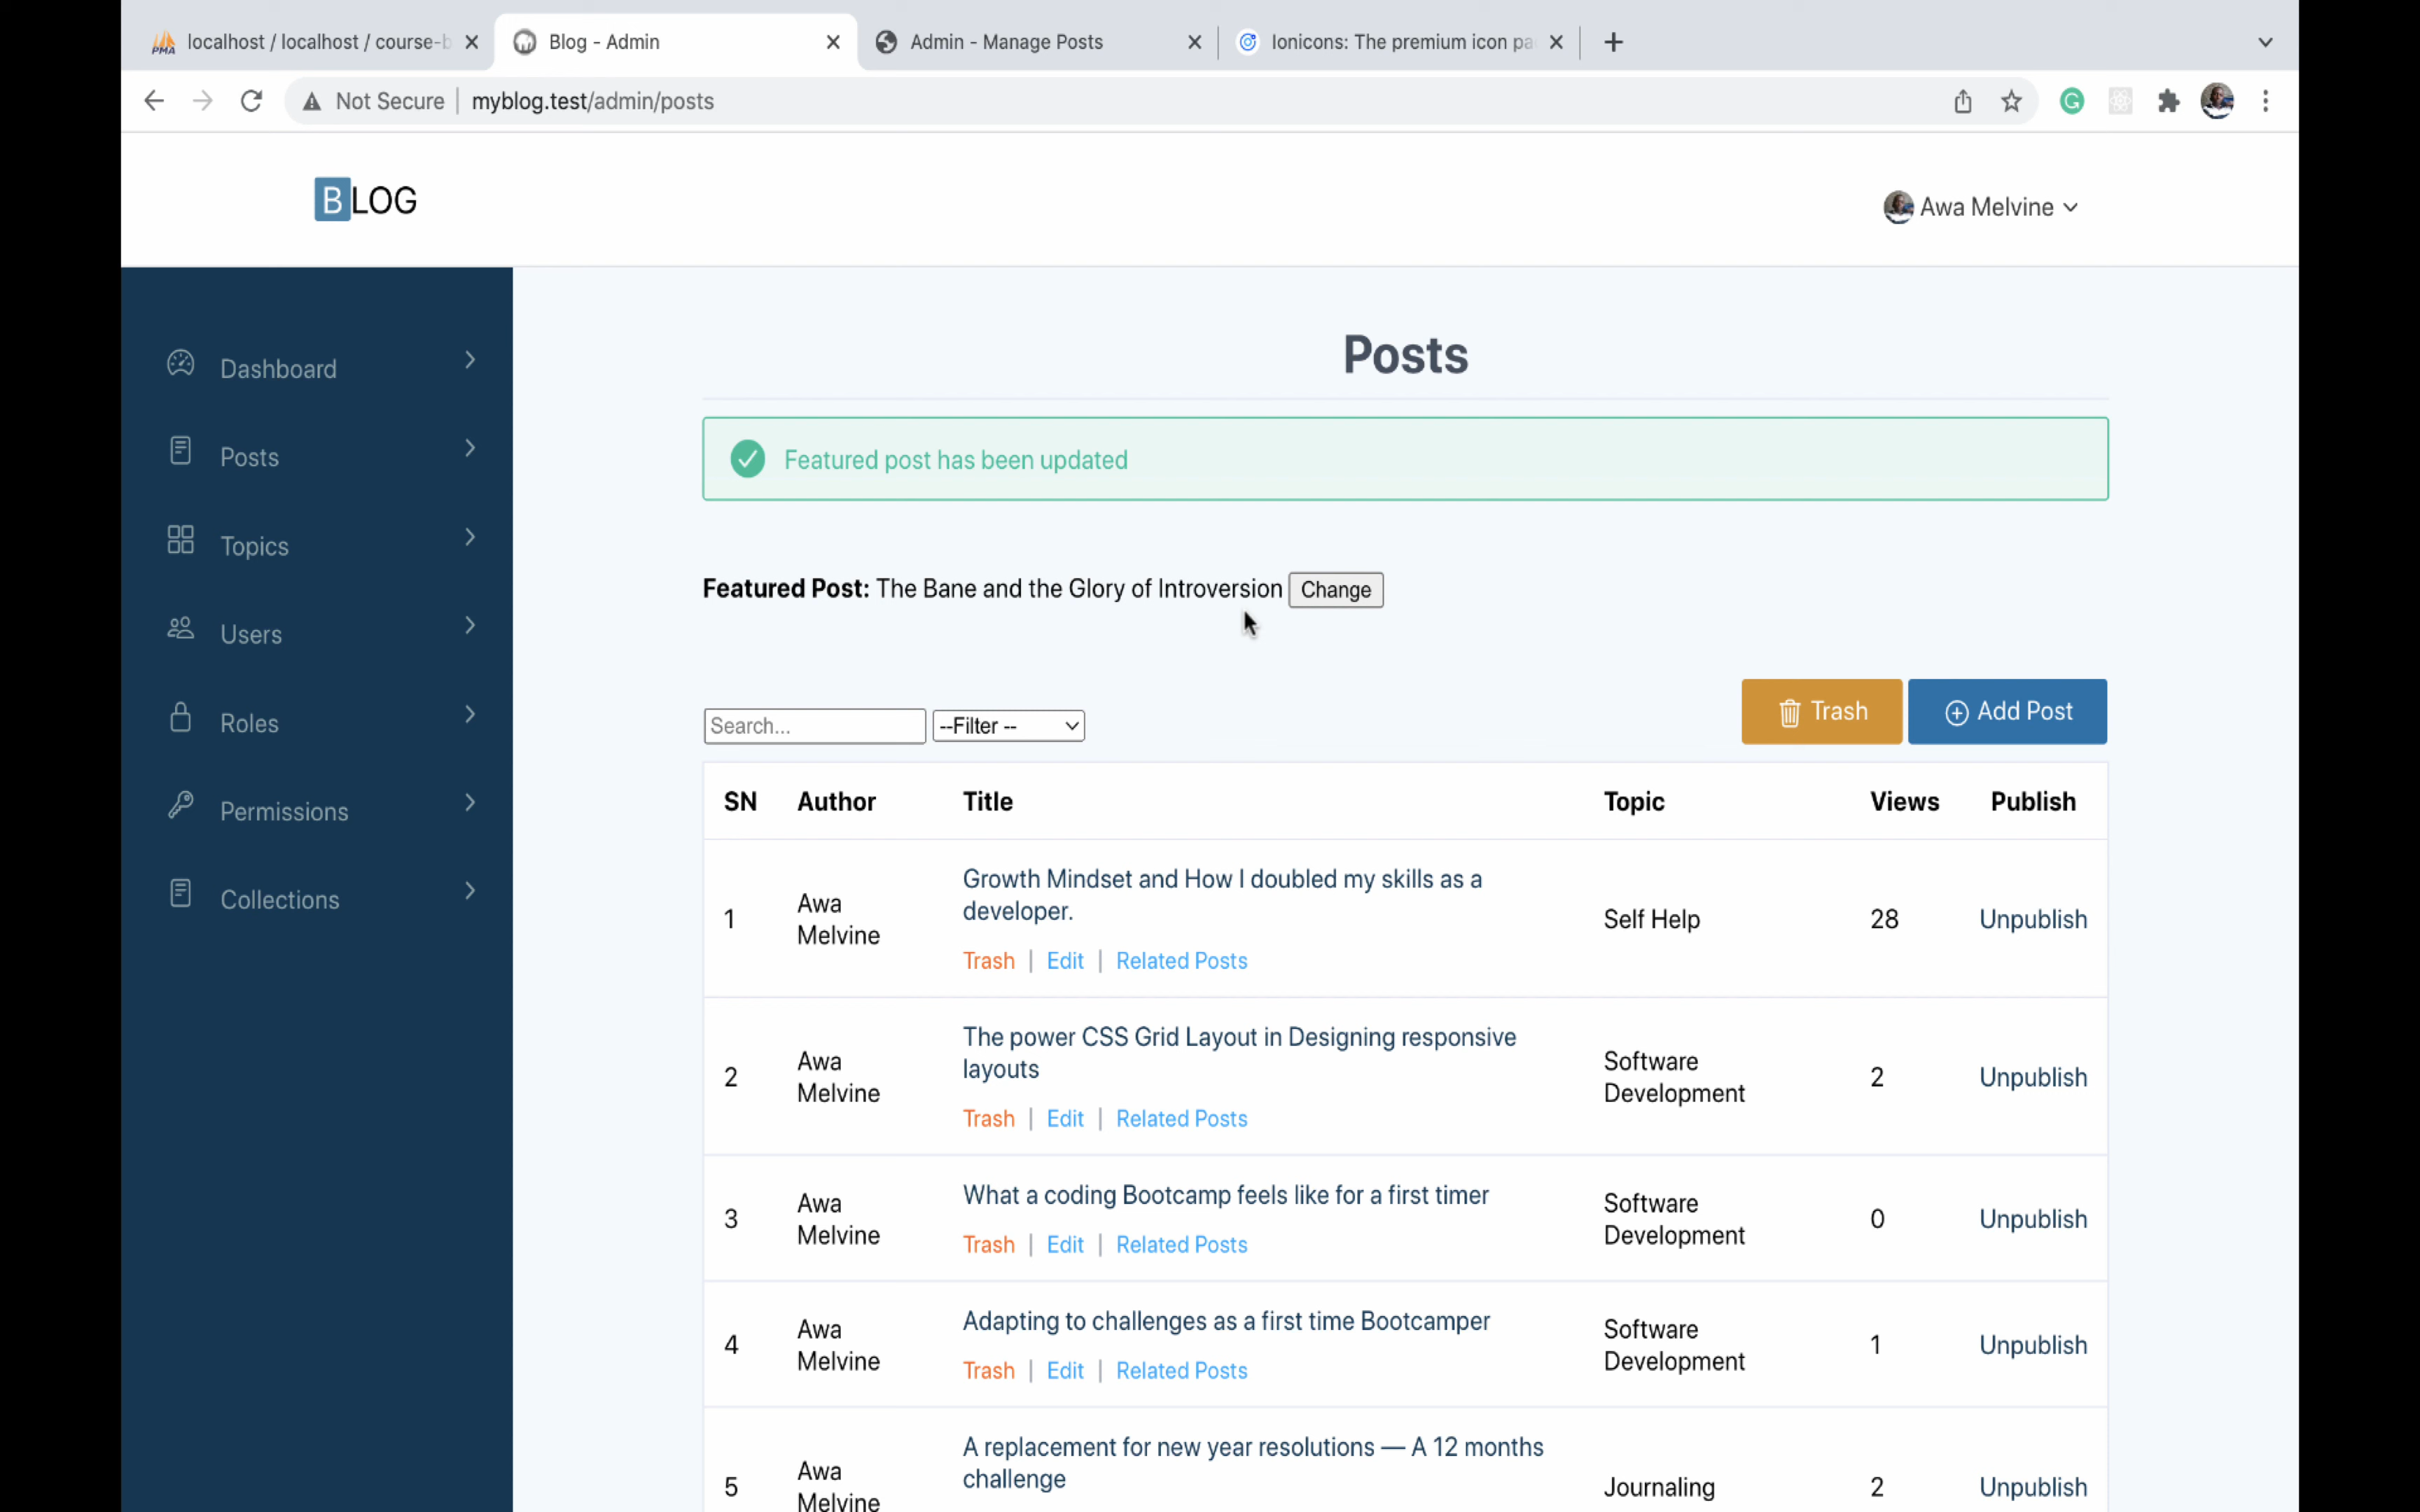 localhost / localhost / course-b
Blog - Admin
Admin - Manage Posts
Ionicons: The premium icon pa
Not Secure | myblog.test/admin/posts
BLOG
Awa Melvine
Dashboard
Posts
Topics
Users
Roles
Permissions
Collections
Posts
Featured post has been updated
Featured Post: The Bane and the Glory of Introversion Change
Search... --Filter --
Trash Add Post
SN Author Title Topic Views Publish
1 Awa Melvine Growth Mindset and How I doubled my skills as a
developer.
Self Help 28 Unpublish
Trash | Edit | Related Posts
2 Awa Melvine The power CSS Grid Layout in Designing responsive
layouts
Software Development 2 Unpublish
Trash | Edit | Related Posts
3 Awa Melvine What a coding Bootcamp feels like for a first timer
Software Development 0 Unpublish
Trash | Edit | Related Posts
4 Awa Melvine Adapting to challenges as a first time Bootcamper
Software Development 1 Unpublish
Trash | Edit | Related Posts
5 Awa Melvine A replacement for new year resolutions — A 12 months
challenge
Journaling 2 Unpublish